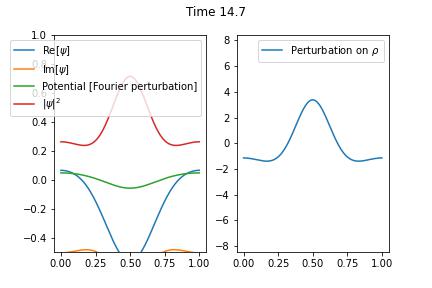 Time 14.7
Re[ψ]
Im[ψ]
Potential [Fourier perturbation]
|ψ|²
1.0
0.8
0.6
0.4
0.2
0.0
−0.2
−0.4
0.00 0.25 0.50 0.75 1.00
Perturbation on ρ
8
6
4
2
0
−2
−4
−6
−8
0.00 0.25 0.50 0.75 1.00